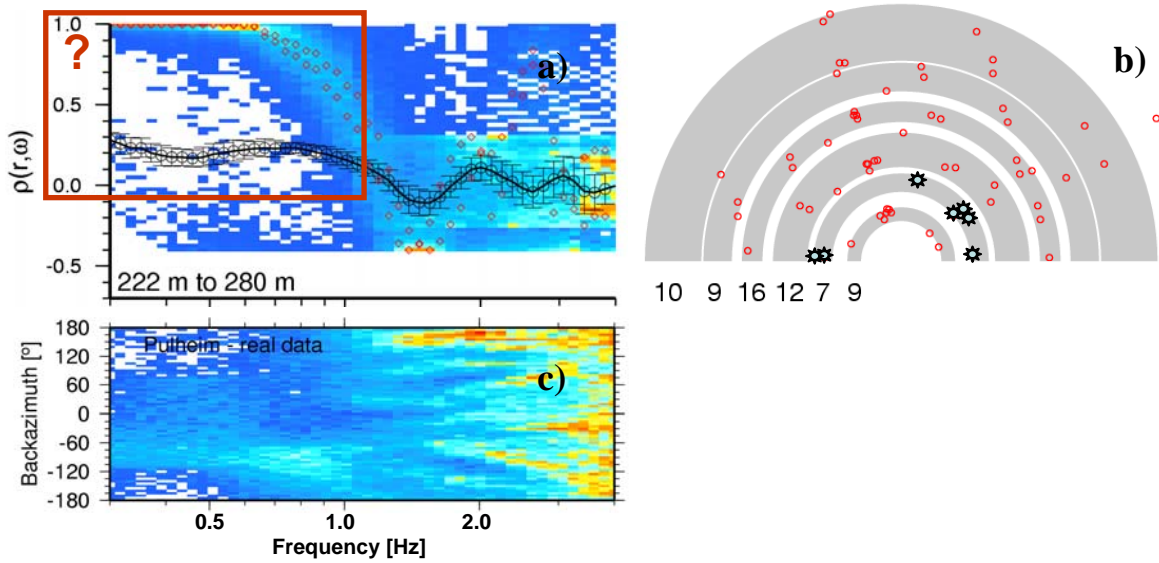 ?
a)
b)
ρ(r,ω)
1.0
0.5
0.0
-0.5
222 m to 280 m
10 9 16 12 7 9
c)
Pulheim - real data
Backazimuth [º]
180
120
60
0
-60
-120
-180
0.5 1.0 2.0
Frequency [Hz]